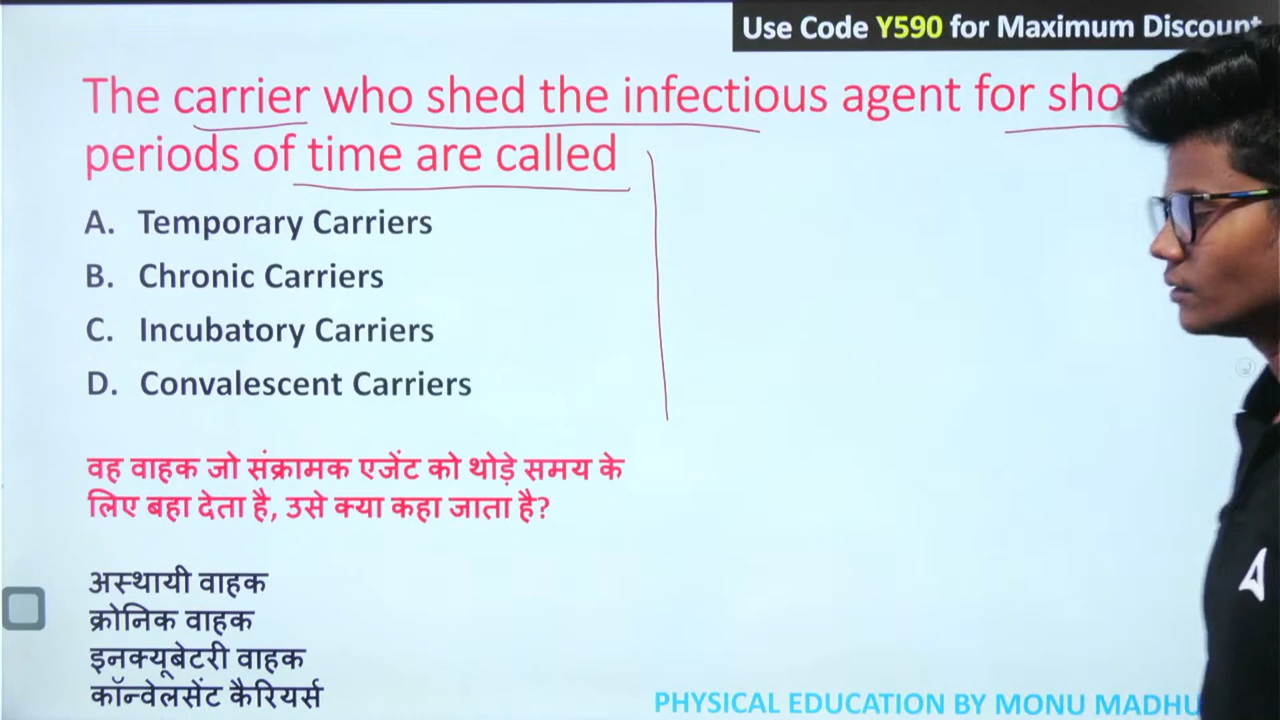 Use Code Y590 for Maximum Discount
The carrier who shed the infectious agent for sho
periods of time are called
A. Temporary Carriers
B. Chronic Carriers
C. Incubatory Carriers
D. Convalescent Carriers
वह वाहक जो संक्रामक एजेंट को थोड़े समय के
लिए बहा देता है, उसे क्या कहा जाता है?
अस्थायी वाहक
क्रोनिक वाहक
इनक्यूबेटरी वाहक
कॉन्वेलसेंट कैरियर्स
PHYSICAL EDUCATION BY MONU MADHU